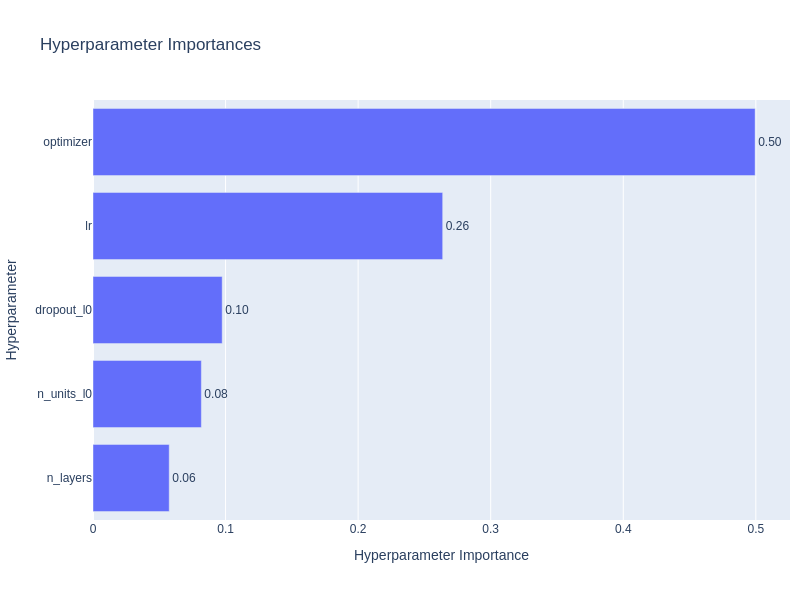 Hyperparameter Importances
Hyperparameter
optimizer 0.50
lr 0.26
dropout_l0 0.10
n_units_l0 0.08
n_layers 0.06
0 0.1 0.2 0.3 0.4 0.5
Hyperparameter Importance